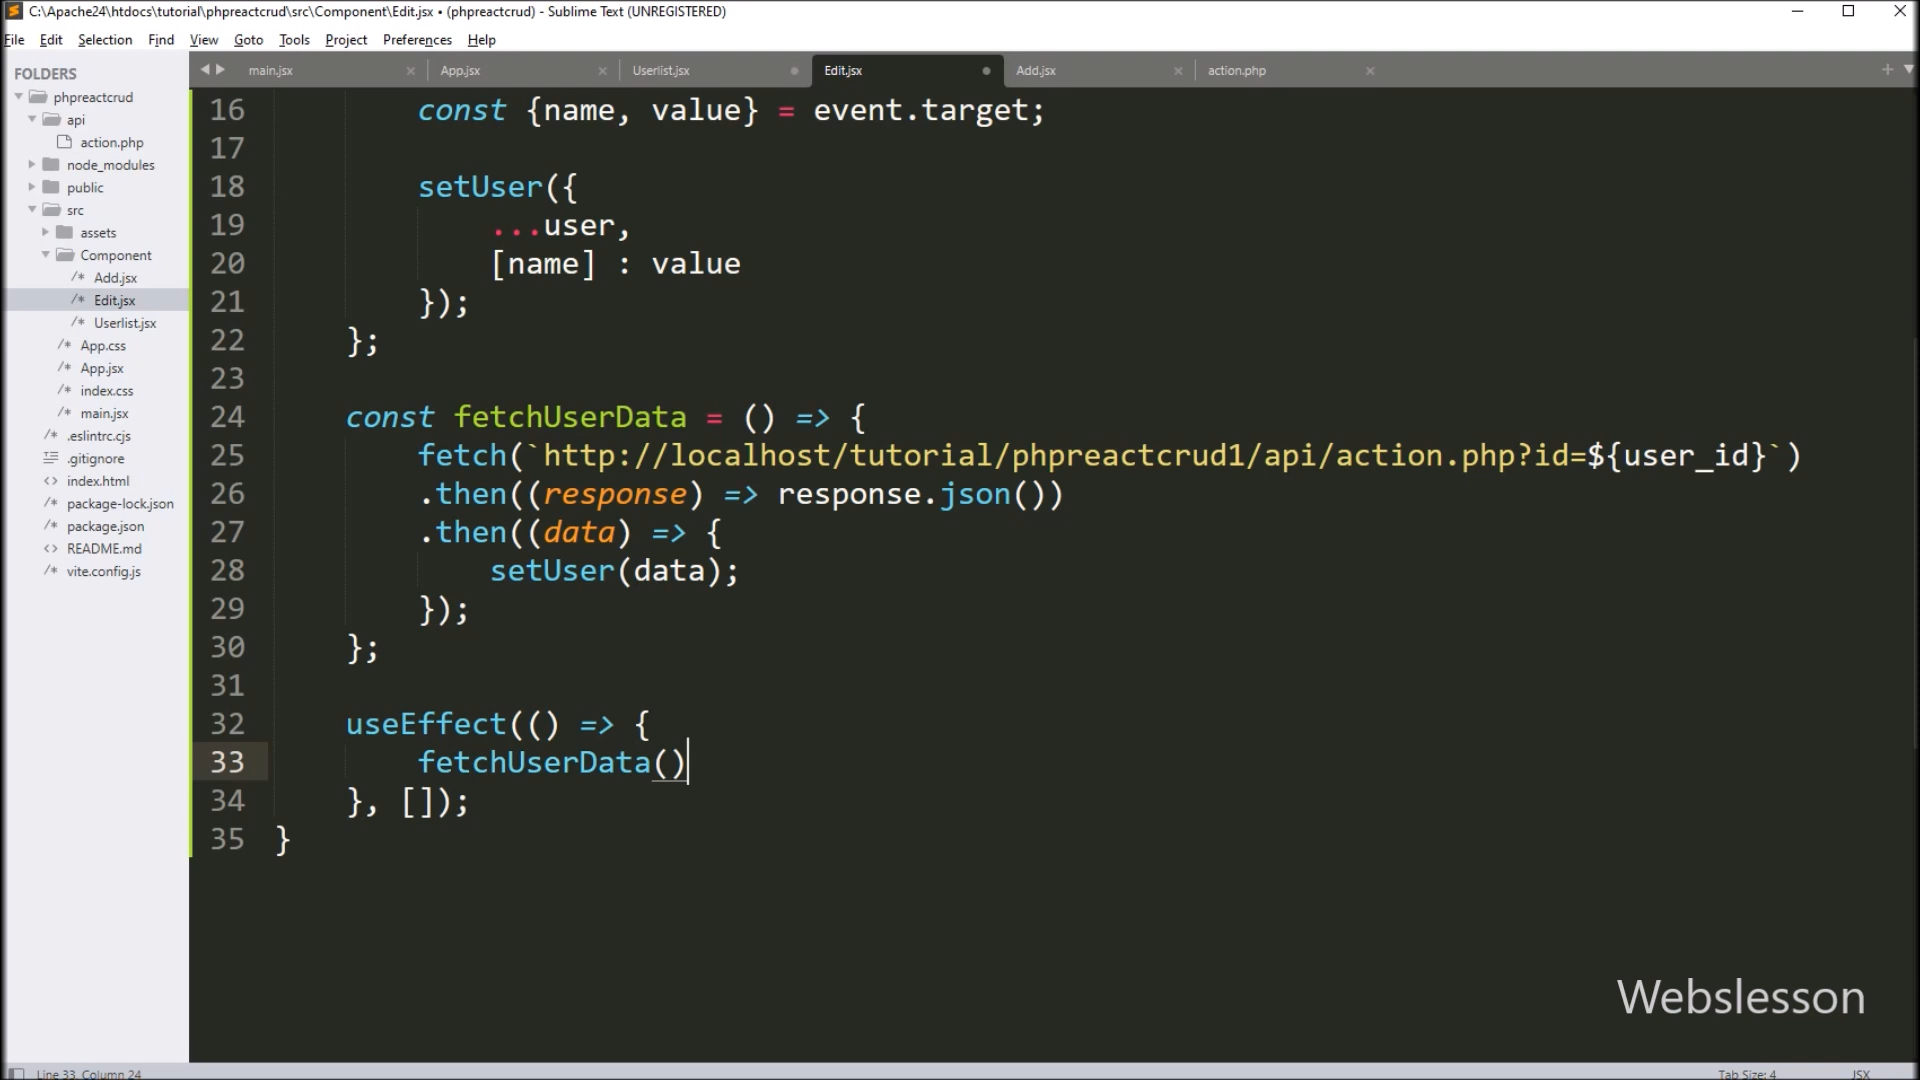 C:\Apache24\htdocs\tutorial\phpreactcrud\src\Component\Edit.jsx • (phpreactcrud) - Sublime Text (UNREGISTERED)
File Edit Selection Find View Goto Tools Project Preferences Help
FOLDERS
phpreactcrud
api
action.php
node_modules
public
src
assets
Component
/* Add.jsx
/* Edit.jsx
/* Userlist.jsx
/* App.css
/* App.jsx
/* index.css
/* main.jsx
/* .eslintrc.cjs
.gitignore
<> index.html
/* package-lock.json
/* package.json
<> README.md
/* vite.config.js
main.jsx App.jsx Userlist.jsx Edit.jsx Add.jsx action.php
16 const {name, value} = event.target;
17
18 setUser({
19 ...user,
20 [name] : value
21 });
22 };
23
24 const fetchUserData = () => {
25 fetch(`http://localhost/tutorial/phpreactcrud1/api/action.php?id=${user_id}`)
26 .then((response) => response.json())
27 .then((data) => {
28 setUser(data);
29 });
30 };
31
32 useEffect(() => {
33 fetchUserData()
34 }, []);
35 }
Webslesson
Line 33, Column 24
Tab Size: 4
JSX